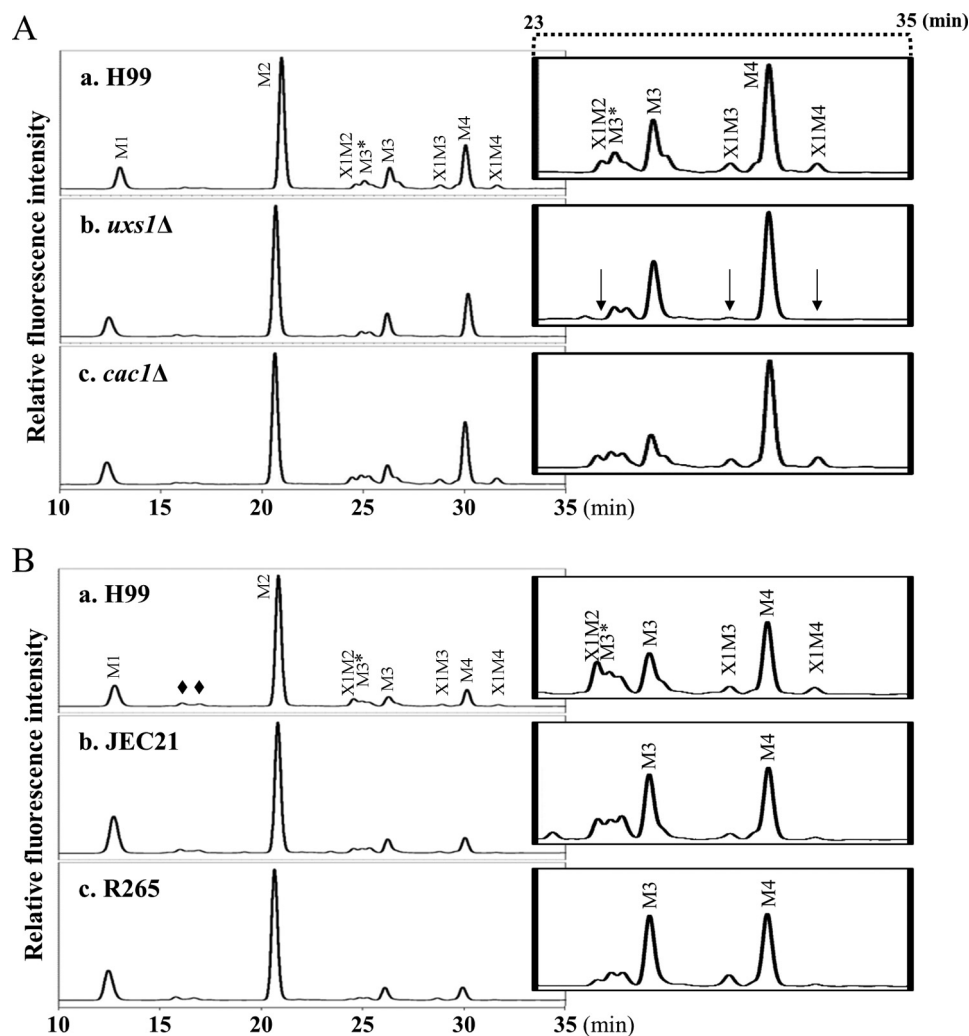 A
23 35 (min)
Relative fluorescence intensity
a. H99
M1
M2
X1M2
M3*
M3
X1M3
M4
X1M4
X1M2
M3*
M3
X1M3
M4
X1M4
b. uxs1Δ
c. cac1Δ
10 15 20 25 30 35 (min)
B
Relative fluorescence intensity
a. H99
M1
♦ ♦
M2
X1M2
M3*
M3
X1M3
M4
X1M4
X1M2
M3*
M3
X1M3
M4
X1M4
b. JEC21
M3
M4
c. R265
M3
M4
10 15 20 25 30 35 (min)